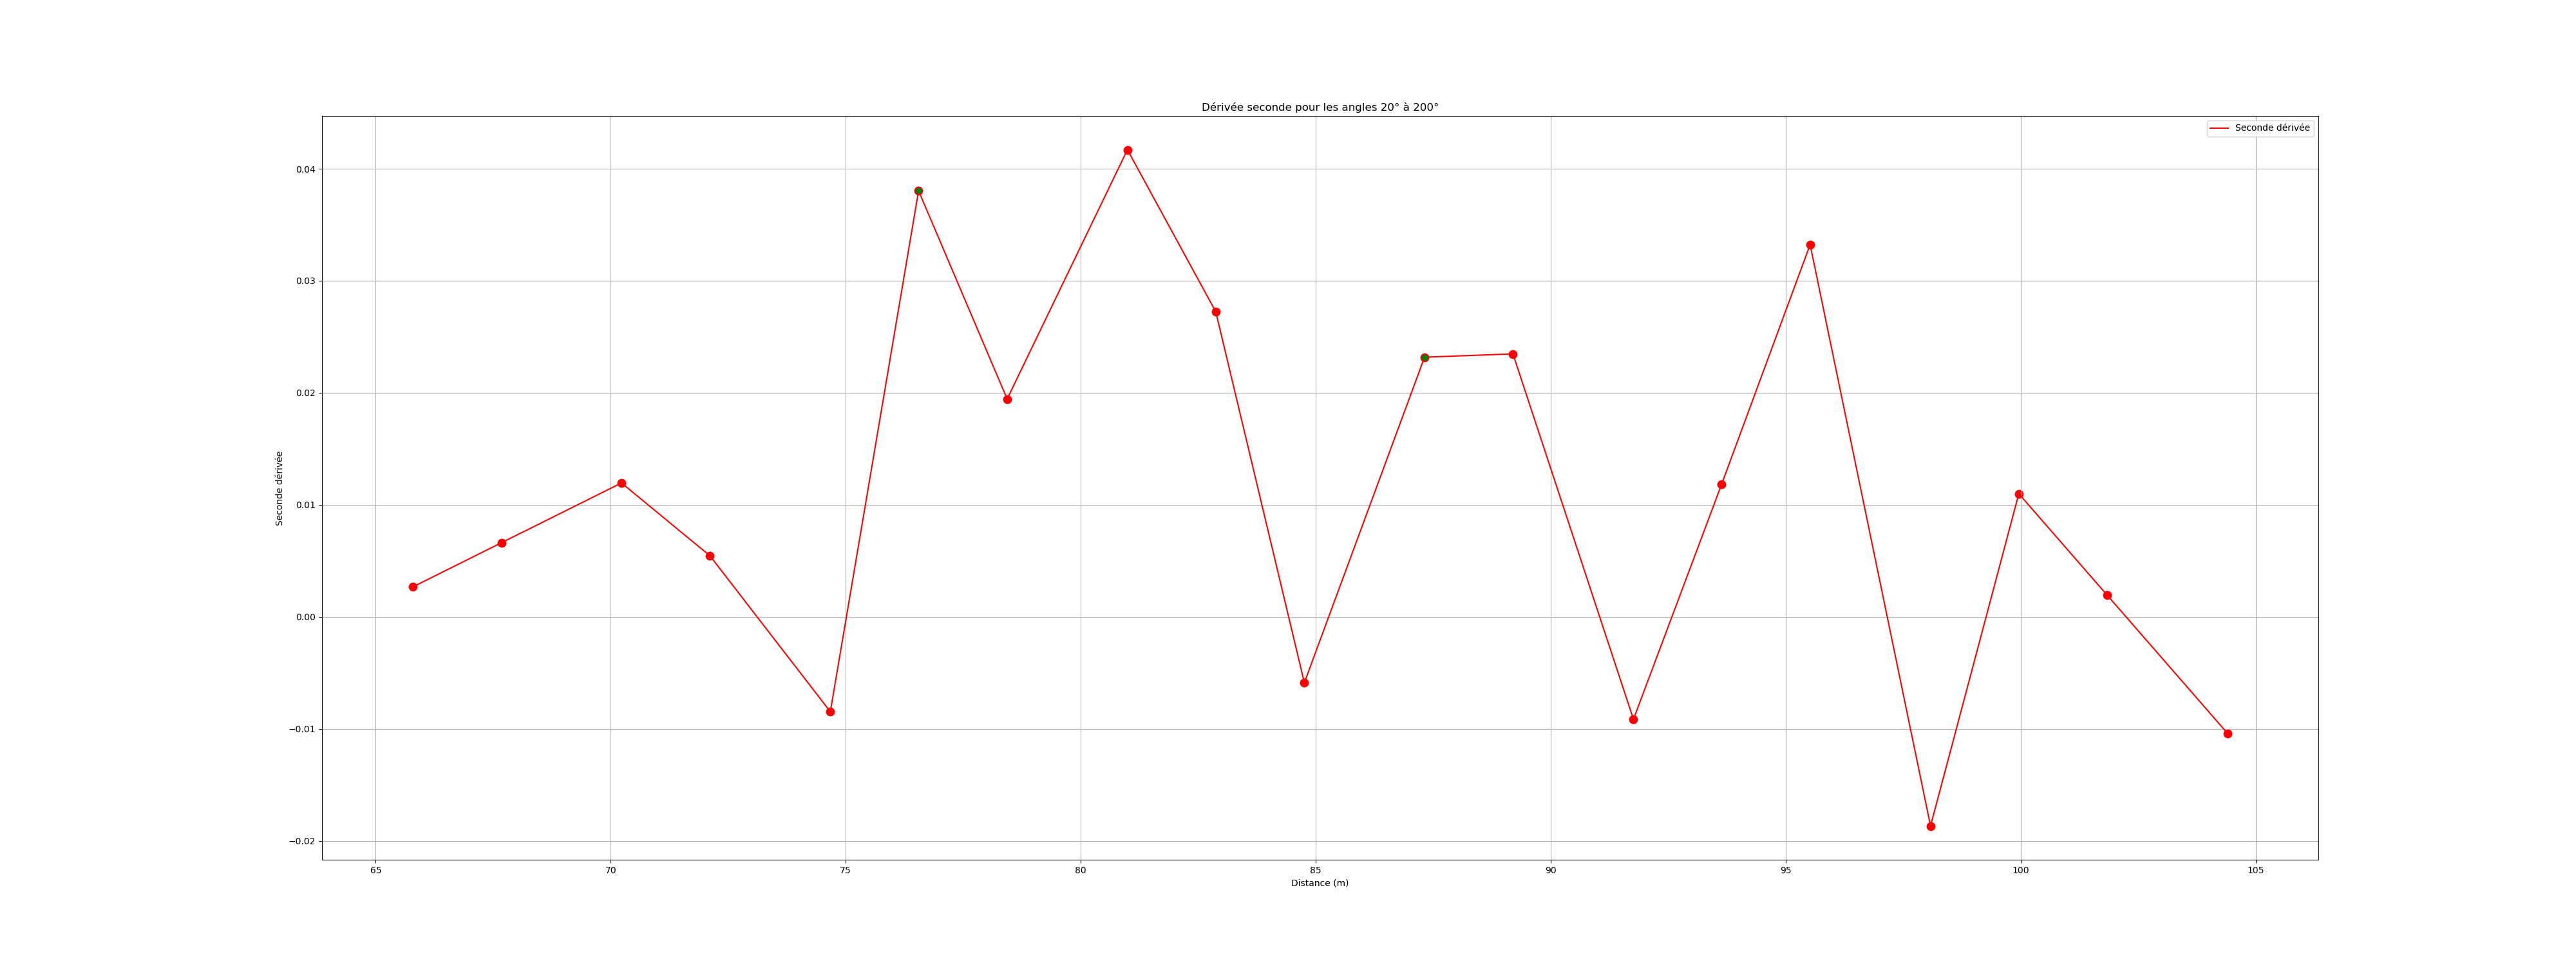 Dérivée seconde pour les angles 20° à 200°
Seconde dérivée
0.04
0.03
0.02
0.01
0.00
−0.01
−0.02
Seconde dérivée
65 70 75 80 85 90 95 100 105
Distance (m)